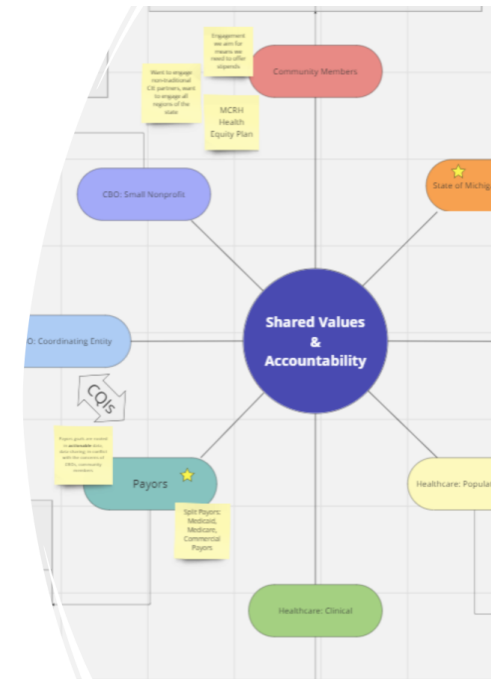 Engagement
we aim for
means we
need to offer
stipends
Community Members
Want to engage
non-traditional
CIE partners, want
to engage all
regions of the
state
MCRH
Health
Equity Plan
CBO: Small Nonprofit
State of Michig
Shared Values
&
Accountability
O: Coordinating Entity
CQIs
Payors goals are rooted
in actionable data,
data sharing, in conflict
with the concerns of
CBOs, community
members
Payors
Healthcare: Populat
Split Payors:
Medicaid,
Medicare,
Commercial
Payors
Healthcare: Clinical